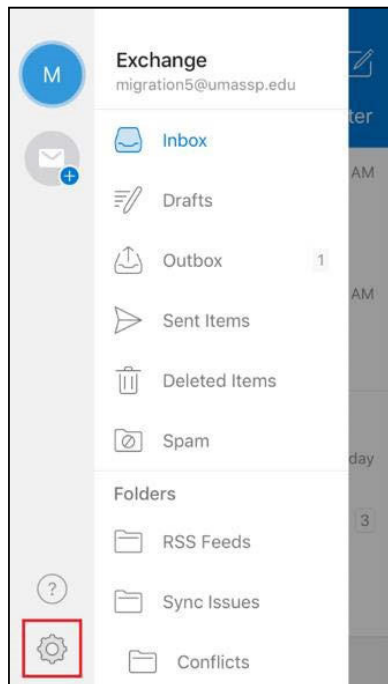 M
Exchange
migration5@umassp.edu
ter
Inbox
AM
Drafts
Outbox 1
AM
Sent Items
Deleted Items
Spam
day
Folders
3
RSS Feeds
?
Sync Issues
Conflicts